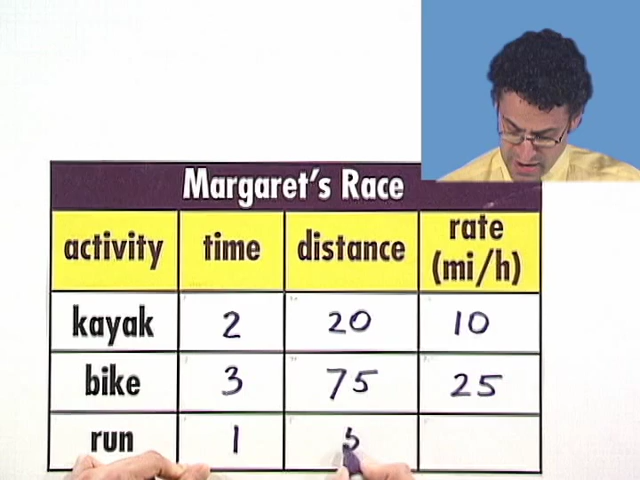 Margaret's Race
activity time distance rate (mi/h)
kayak 2 20 10
bike 3 75 25
run 1